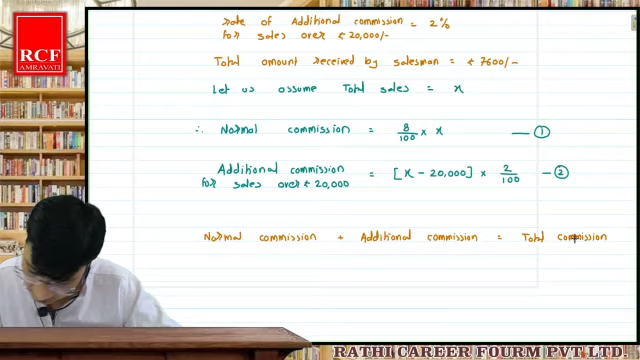 rate of Additional commission = 2%
for sales over ₹ 20,000/-
RCF
AMRAVATI
Total amount received by salesman = ₹ 7600/-
Let us assume Total sales = x
∴ Normal commission = 8/100 × x — ①
Additional commission = [x - 20,000] × 2/100 — ②
for sales over ₹ 20,000
Normal commission + Additional commission = Total commission
RATHI CAREER FOURM PVT LTD